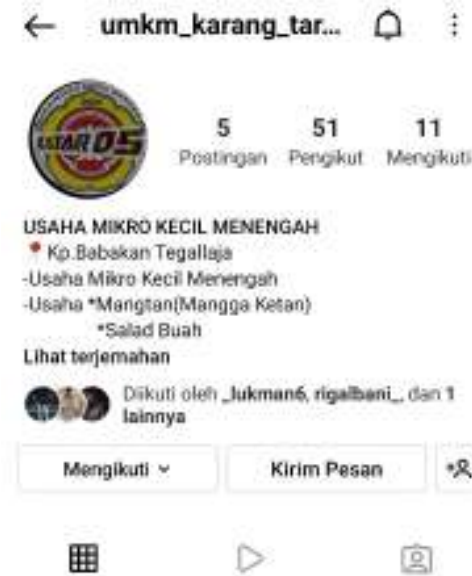 umkm_karang_tar...
5 51 11
Postingan Pengikut Mengikuti
USAHA MIKRO KECIL MENENGAH
📍 Kp.Babakan Tegallaja
-Usaha Mikro Kecil Menengah
-Usaha *Mangtan(Mangga Ketan)
*Salad Buah
Lihat terjemahan
Diikuti oleh _lukman6, rigalbani_, dan 1
lainnya
Mengikuti Kirim Pesan